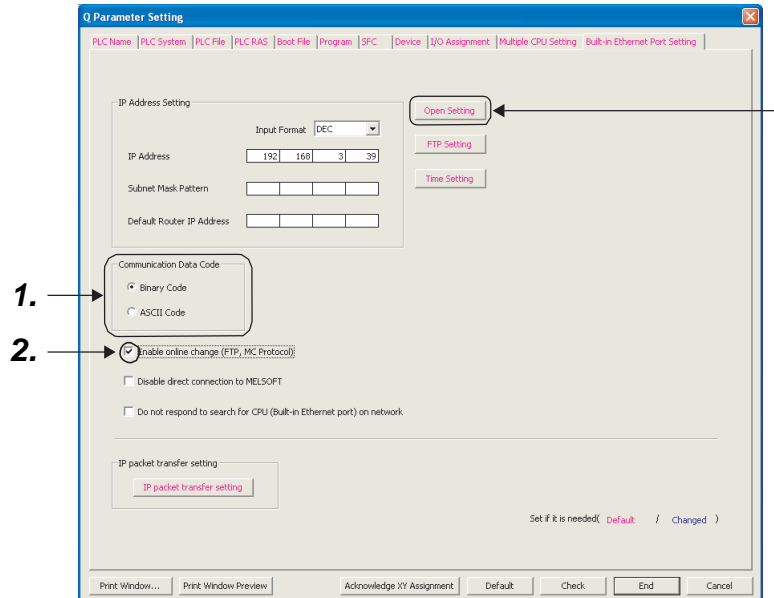 Q Parameter Setting
PLC Name PLC System PLC File PLC RAS Boot File Program SFC Device I/O Assignment Multiple CPU Setting Built-in Ethernet Port Setting
IP Address Setting
Open Setting
Input Format DEC
FTP Setting
IP Address 192 168 3 39
Time Setting
Subnet Mask Pattern
Default Router IP Address
Communication Data Code
1.
Binary Code
ASCII Code
2.
Enable online change (FTP, MC Protocol)
Disable direct connection to MELSOFT
Do not respond to search for CPU (Built-in Ethernet port) on network
IP packet transfer setting
IP packet transfer setting
Set if it is needed( Default / Changed )
Print Window... Print Window Preview Acknowledge XY Assignment Default Check End Cancel